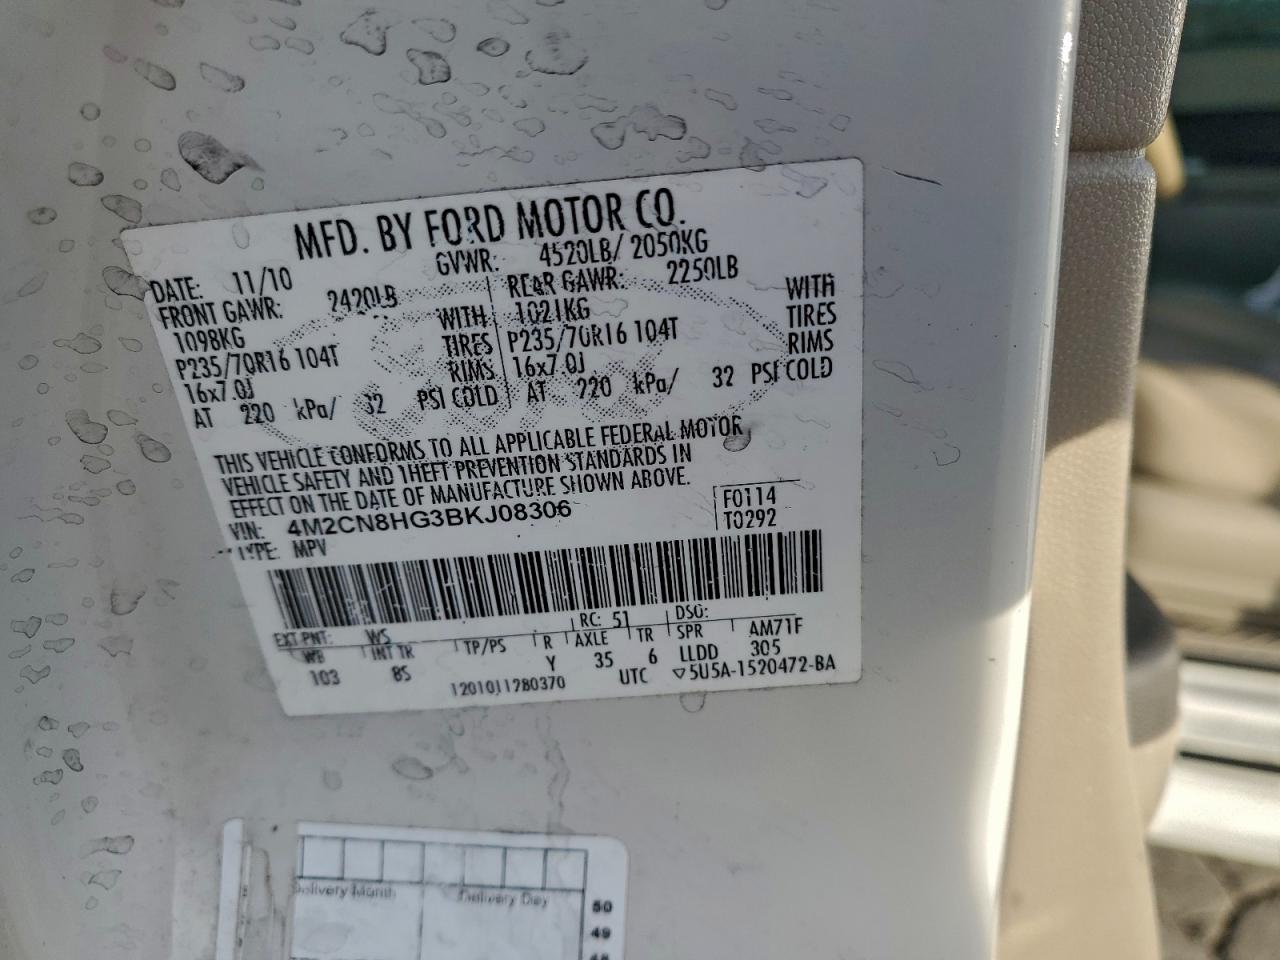 MFD. BY FORD MOTOR CO.
DATE: 11/10 GVWR: 4520LB/ 2050KG
FRONT GAWR: 2420LB REAR GAWR: 2250LB
1098KG WITH 1021KG WITH
P235/70R16 104T TIRES P235/70R16 104T TIRES
16x7.0J RIMS 16x7.0J RIMS
AT 220 kPa/ 32 PSI COLD AT 220 kPa/ 32 PSI COLD
THIS VEHICLE CONFORMS TO ALL APPLICABLE FEDERAL MOTOR
VEHICLE SAFETY AND THEFT PREVENTION STANDARDS IN
EFFECT ON THE DATE OF MANUFACTURE SHOWN ABOVE.
VIN: 4M2CN8HG3BKJ08306 F0114
TYPE: MPV T0292
EXT PNT: WS RC: 51 DSO:
WB INT TR TP/PS R AXLE TR SPR AM71F
103 8S Y 35 6 LLDD 305
1201011280370 UTC ▽5U5A-1520472-BA
Delivery Month Delivery Day
50
49
48